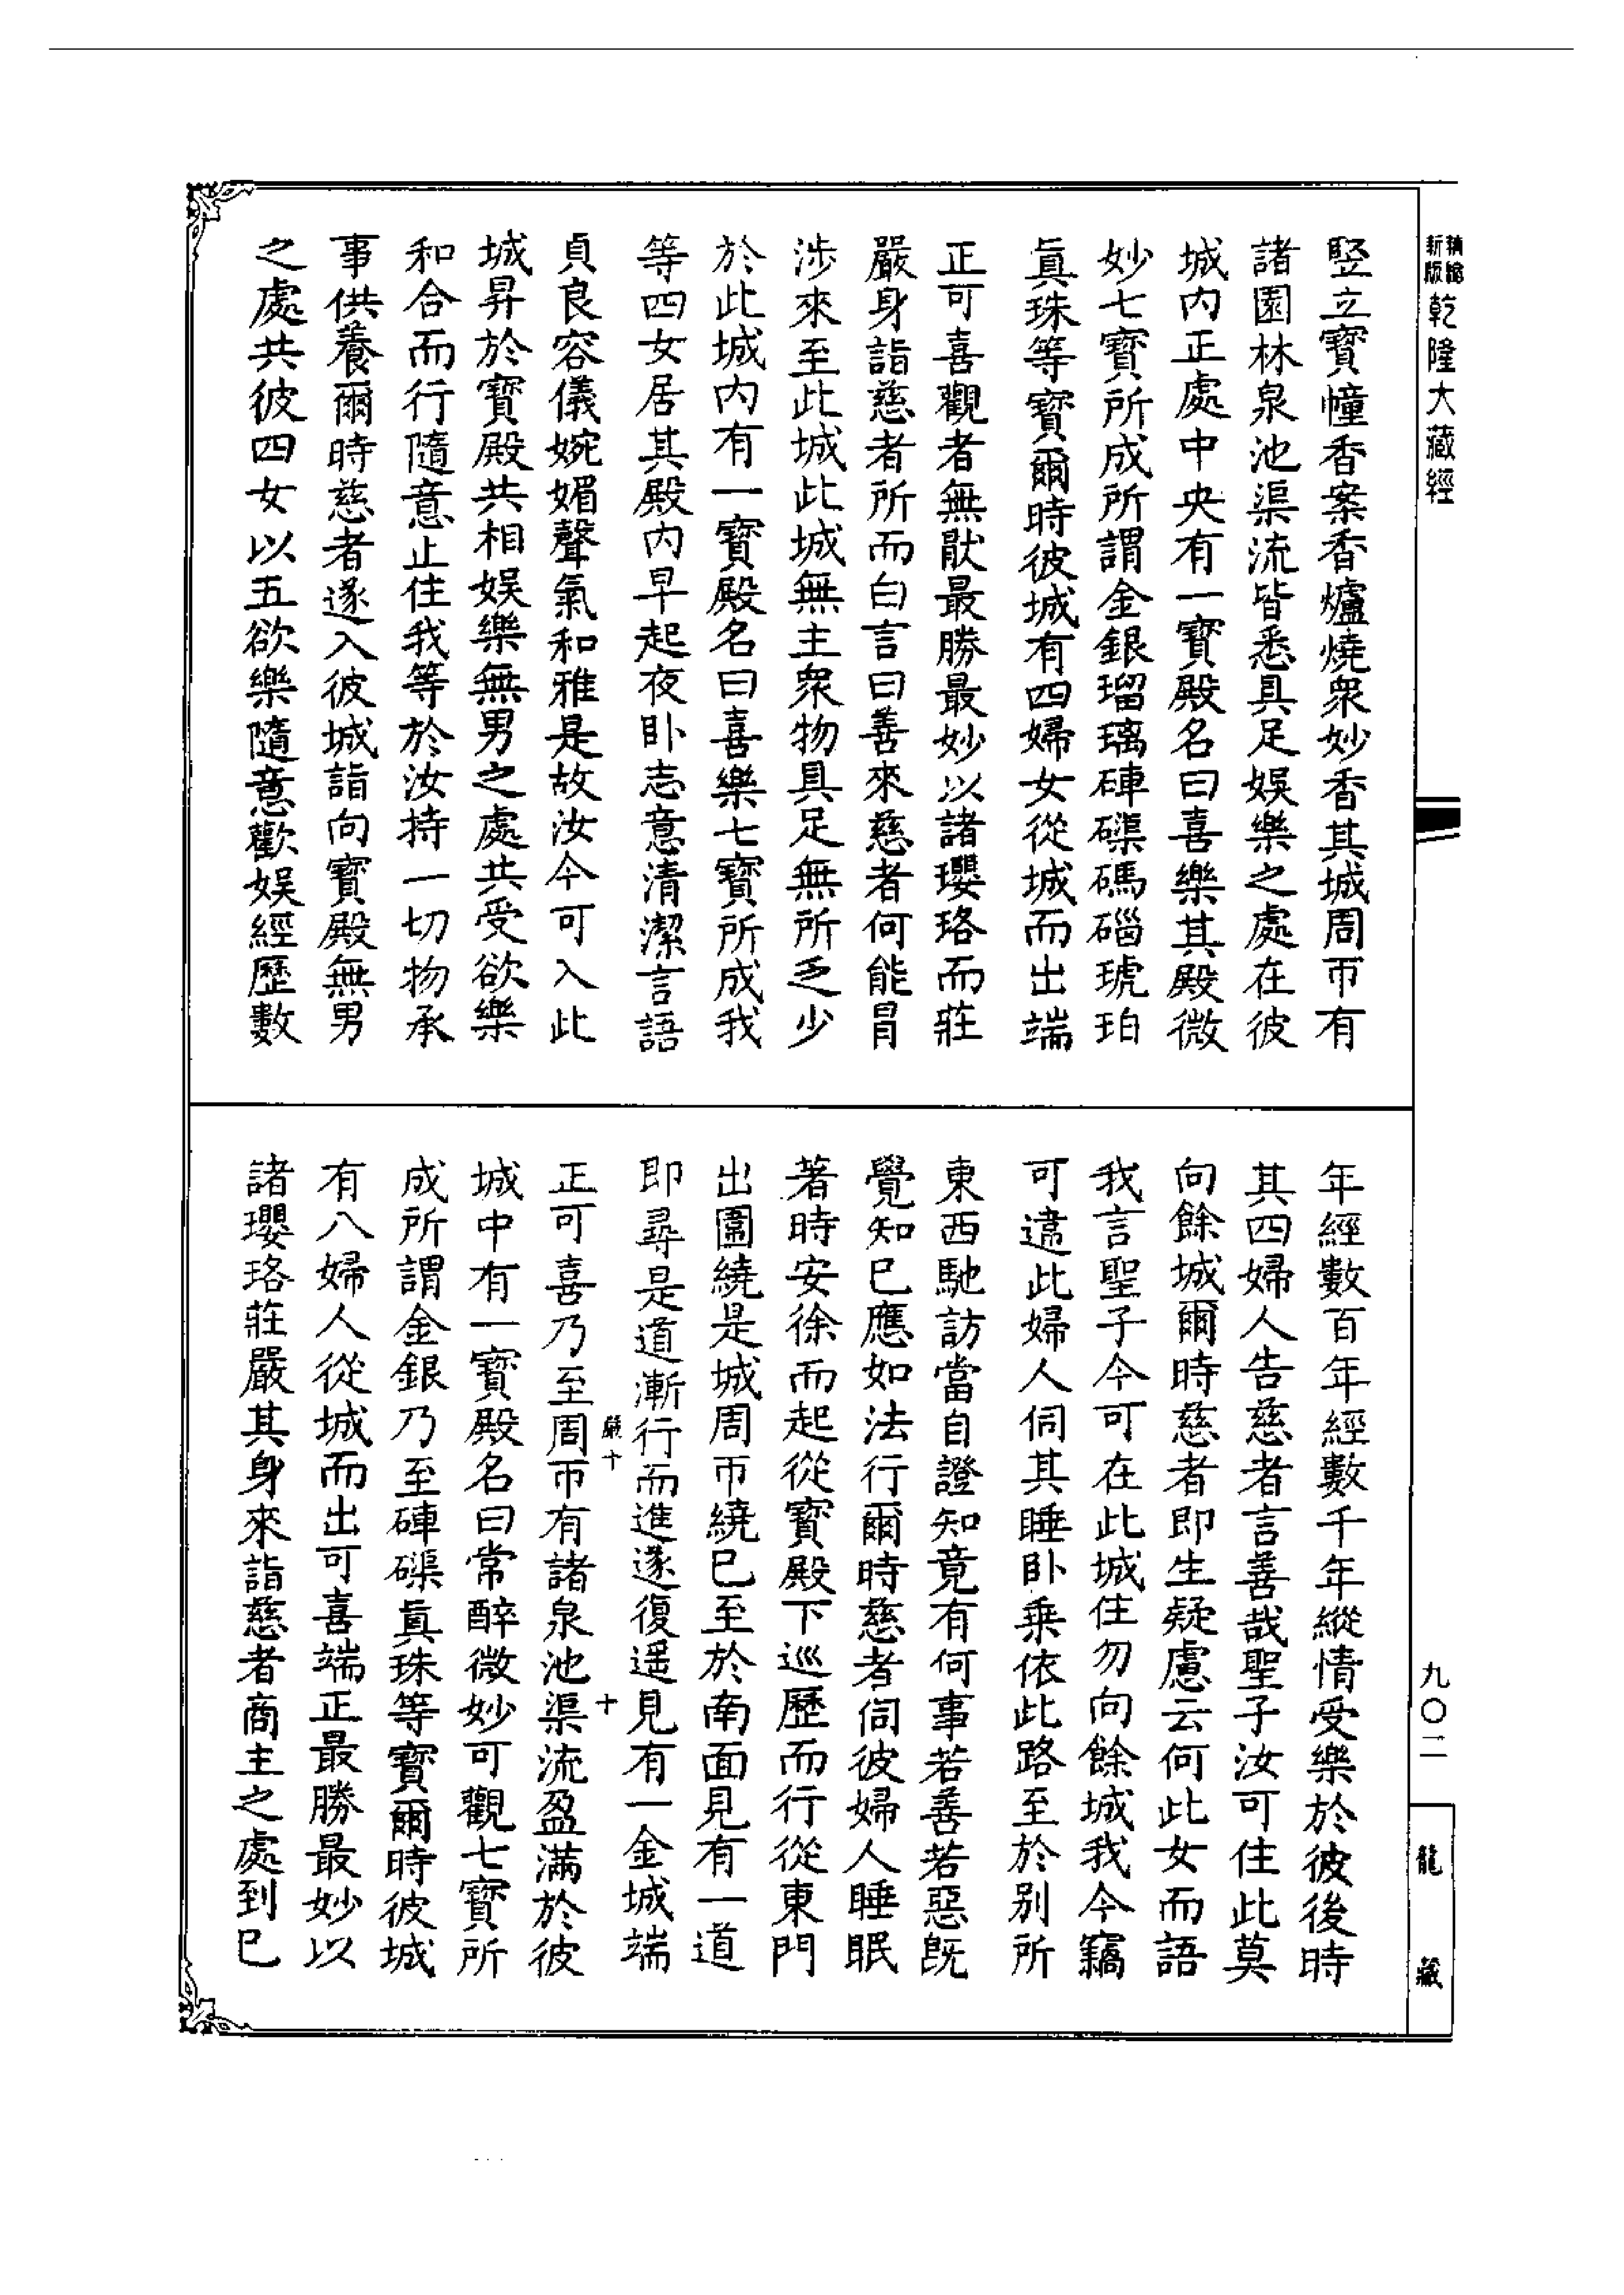 新版
精縮
乾隆大藏經
竪立寶幢香案香爐燒衆妙香其城周帀有
諸園林泉池渠流皆悉具足娛樂之處在彼
城内正處中央有一寶殿名曰喜樂其殿微
妙七寶所成所謂金銀瑠璃硨磲碼碯琥珀
眞珠等寶爾時彼城有四婦女從城而出端
正可喜觀者無猒最勝最妙以諸瓔珞而莊
嚴身詣慈者所而白言曰善來慈者何能冐
涉來至此城此城無主衆物具足無所乏少
於此城内有一寶殿名曰喜樂七寶所成我
等四女居其殿内早起夜卧志意清潔言語
貞良容儀婉媚聲氣和雅是故汝今可入此
城昇於寶殿共相娛樂無男之處共受欲樂
和合而行隨意止住我等於汝持一切物承
事供養爾時慈者遂入彼城詣向寶殿無男
之處共彼四女以五欲樂隨意歡娛經歷數
年經數百年經數千年縱情受樂於彼後時
其四婦人告慈者言善哉聖子汝可住此莫
向餘城爾時慈者即生疑慮云何此女而語
我言聖子今可在此城住勿向餘城我今竊
可違此婦人伺其睡卧乗依此路至於别所
東西馳訪當自證知竟有何事若善若惡旣
覺知巳應如法行爾時慈者伺彼婦人睡眠
著時安徐而起從寶殿下巡歷而行從東門
出圍繞是城周帀繞巳至於南面見有一道
即尋是道漸行而進遂復遥見有一金城端
嚴十
十
正可喜乃至周帀有諸泉池渠流盈滿於彼
城中有一寶殿名曰常醉微妙可觀七寶所
成所謂金銀乃至硨磲眞珠等寶爾時彼城
有八婦人從城而出可喜端正最勝最妙以
諸瓔珞莊嚴其身來詣慈者商主之處到巳
九〇二
龍藏